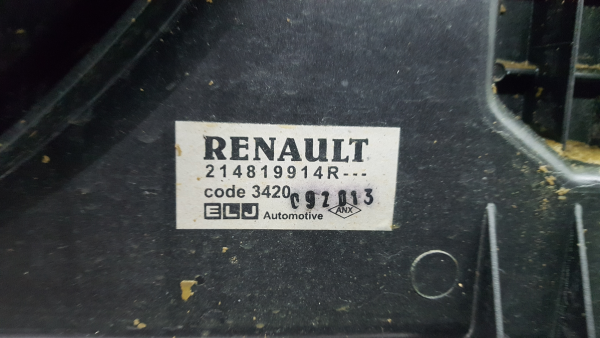 RENAULT
214819914R---
code 3420 092013
ELJ Automotive ANX